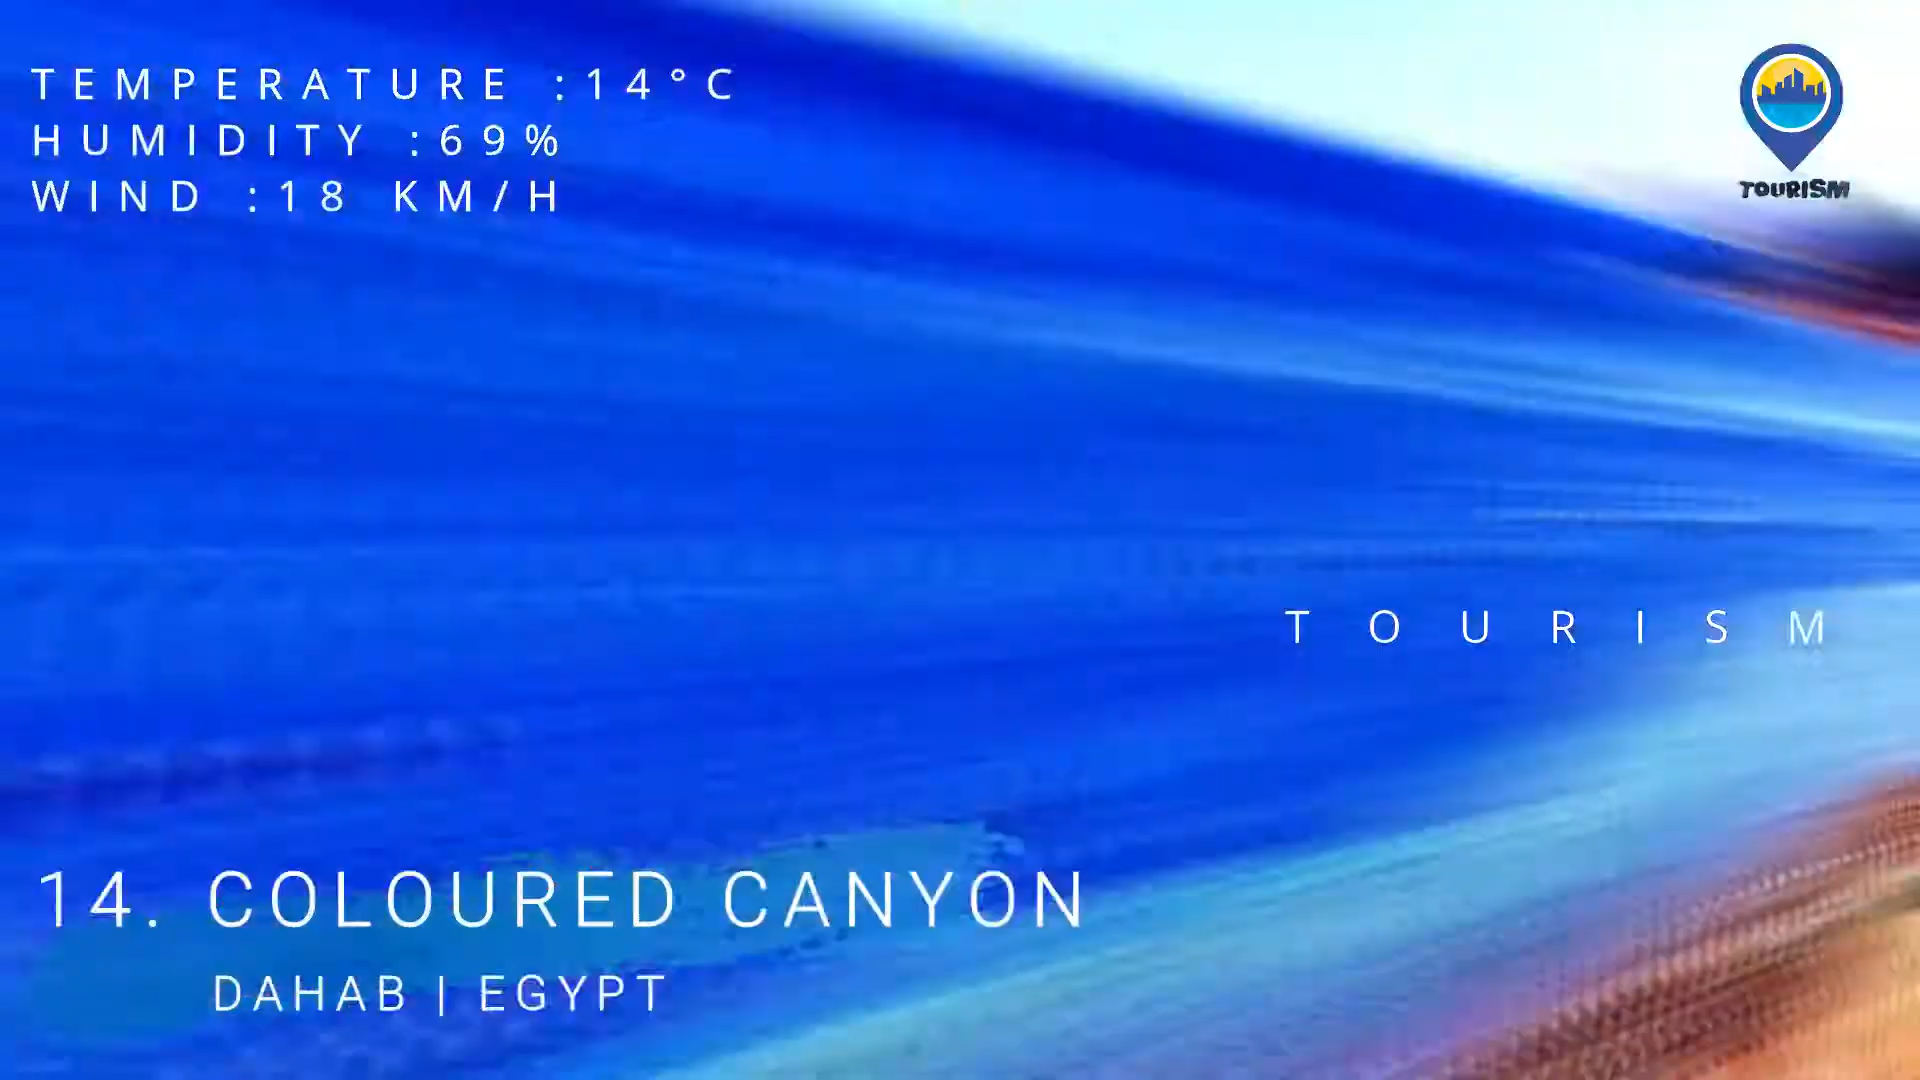 TEMPERATURE :14°C
HUMIDITY :69%
WIND :18 KM/H
TOURISM
TOURISM
14. COLOURED CANYON
DAHAB | EGYPT